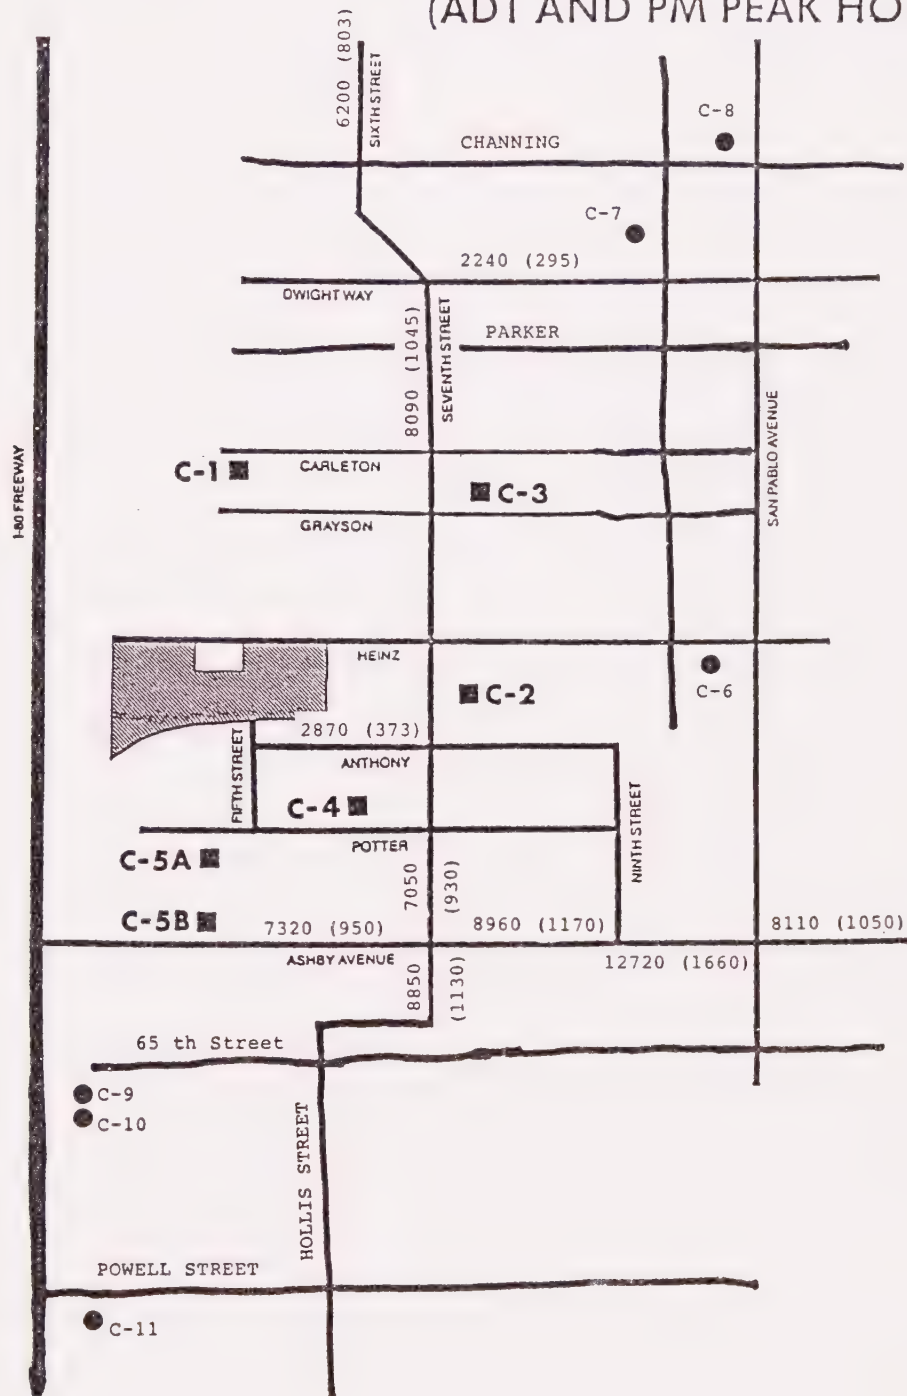 (ADT AND PM PEAK HO
6200 (803)
SIXTH STREET
C-8
CHANNING
C-7
2240 (295)
DWIGHT WAY
8090 (1045)
SEVENTH STREET
PARKER
SAN PABLO AVENUE
I-80 FREEWAY
C-1
CARLETON
C-3
GRAYSON
HEINZ
C-2
C-6
2870 (373)
FIFTH STREET
ANTHONY
C-4
NINTH STREET
POTTER
C-5A
7050 (930)
C-5B
7320 (950)
8960 (1170)
8110 (1050)
ASHBY AVENUE
12720 (1660)
8850 (1130)
65 th Street
C-9
C-10
HOLLIS STREET
POWELL STREET
C-11